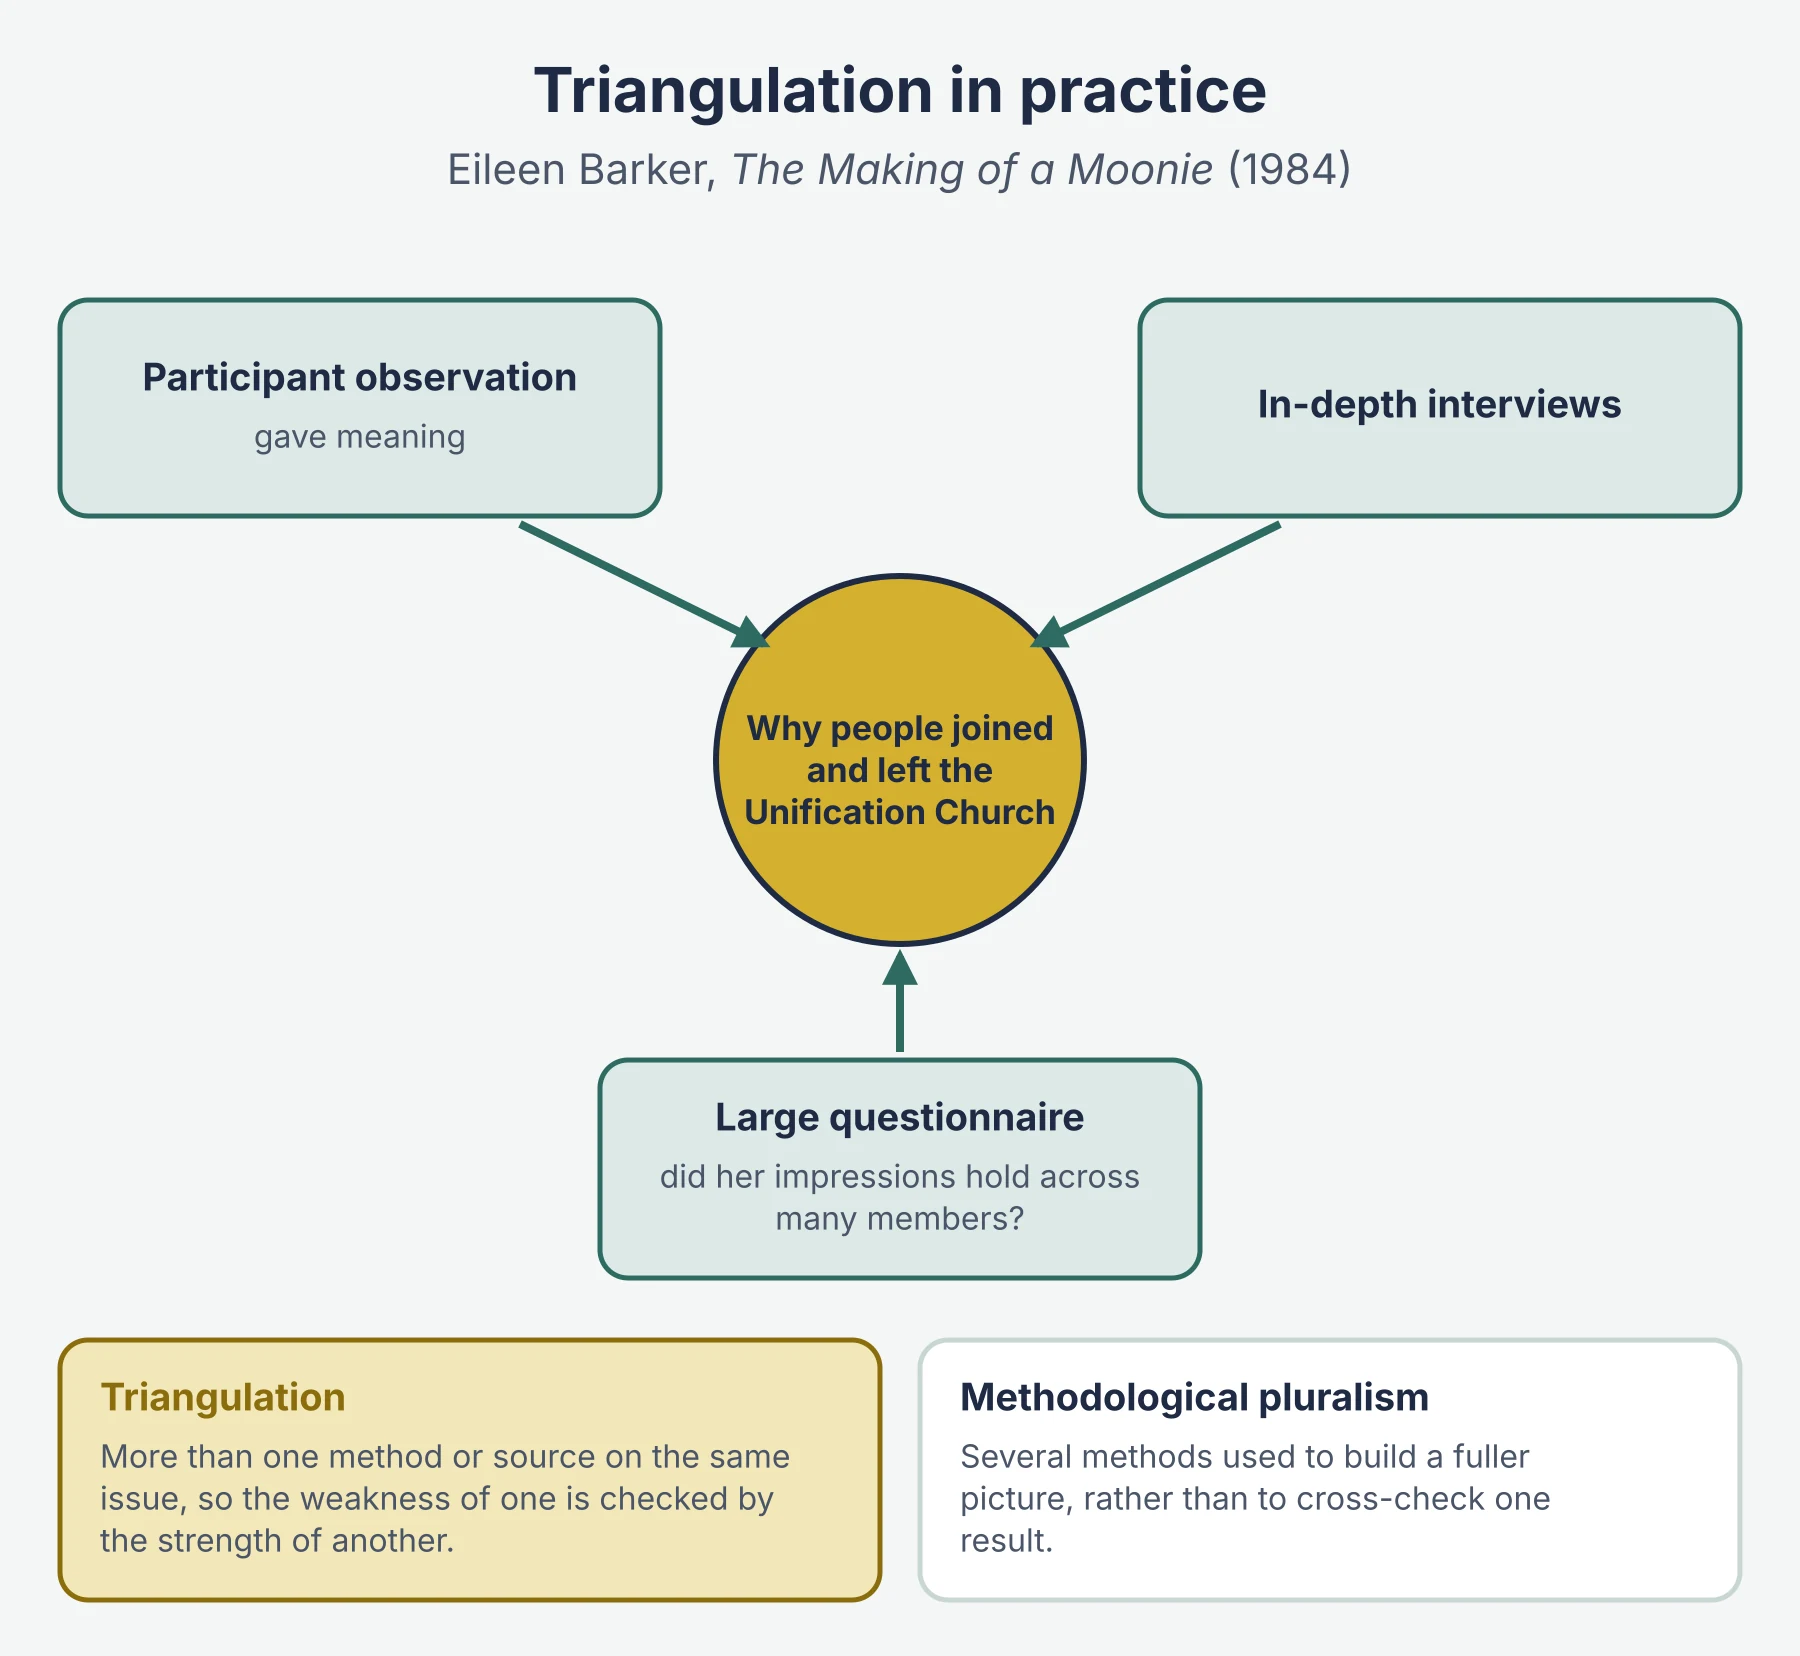 Triangulation in practice
Eileen Barker, The Making of a Moonie (1984)
Participant observation
gave meaning
In-depth interviews
Why people joined
and left the
Unification Church
Large questionnaire
did her impressions hold across
many members?
Triangulation
More than one method or source on the same
issue, so the weakness of one is checked by
the strength of another.
Methodological pluralism
Several methods used to build a fuller
picture, rather than to cross-check one
result.